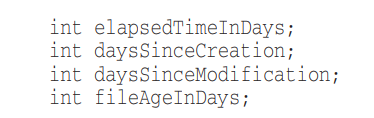 int elapsedTimeInDays;
int daysSinceCreation;
int daysSinceModification;
int fileAgeInDays;